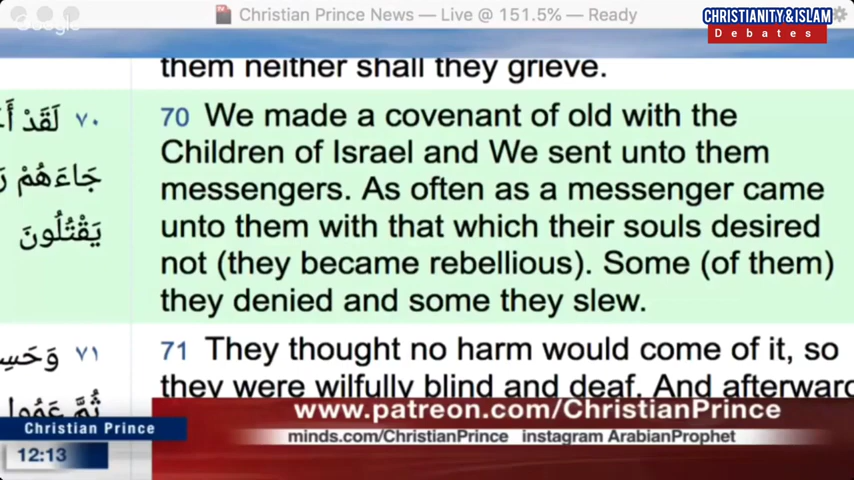 Christian Prince News — Live @ 151.5% — Ready
Google
CHRISTIANITY & ISLAM
Debates
them neither shall they grieve.
70 We made a covenant of old with the
Children of Israel and We sent unto them
messengers. As often as a messenger came
unto them with that which their souls desired
not (they became rebellious). Some (of them)
they denied and some they slew.
٧٠ لَقَدْ
جَاءَهُمْ
يَقْتُلُونَ
71 They thought no harm would come of it, so
they were wilfully blind and deaf. And afterward
٧١
ثُمَّ عَمُوا
www.patreon.com/ChristianPrince
Christian Prince
minds.com/ChristianPrince instagram ArabianProphet
12:13